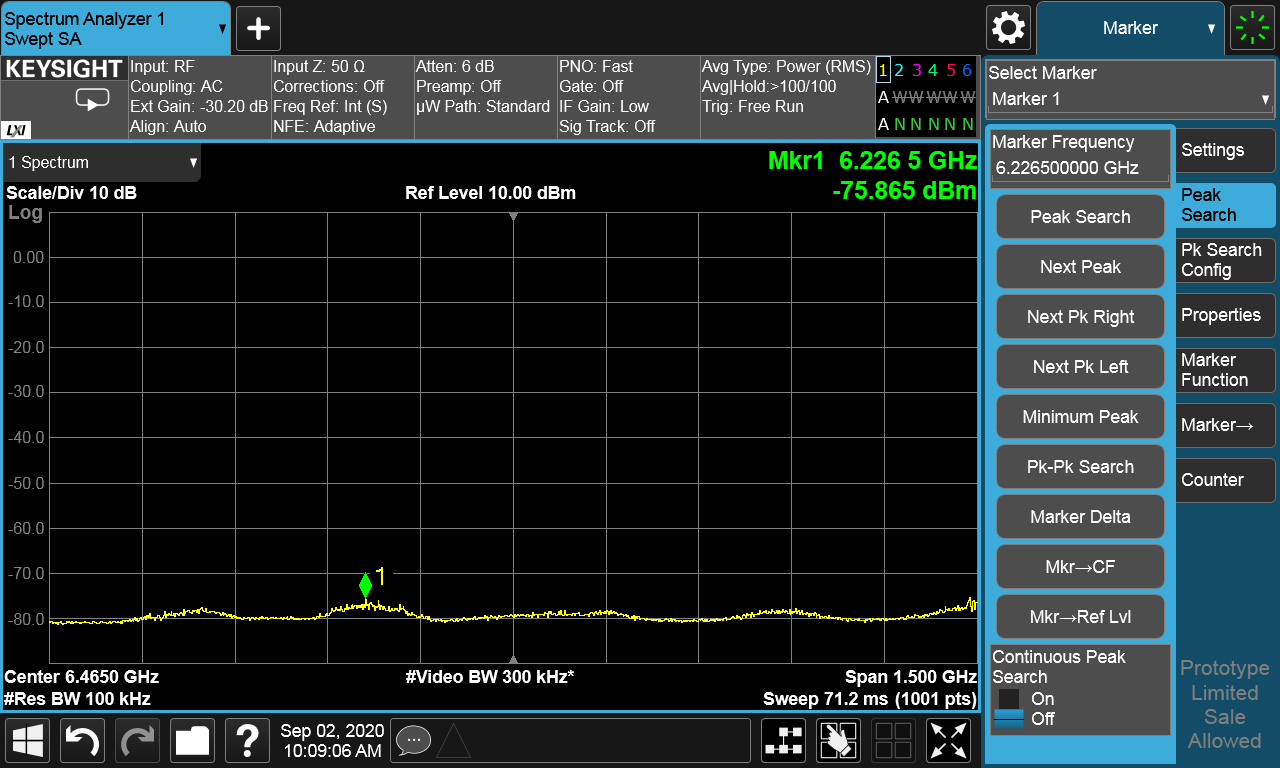 Spectrum Analyzer 1
Swept SA
Marker
KEYSIGHT
LXI
Input: RF
Coupling: AC
Ext Gain: -30.20 dB
Align: Auto
Input Z: 50 Ω
Corrections: Off
Freq Ref: Int (S)
NFE: Adaptive
Atten: 6 dB
Preamp: Off
µW Path: Standard
PNO: Fast
Gate: Off
IF Gain: Low
Sig Track: Off
Avg Type: Power (RMS)
Avg|Hold:>100/100
Trig: Free Run
1 2 3 4 5 6
A W W W W W
A N N N N N
Select Marker
Marker 1
1 Spectrum
Mkr1 6.226 5 GHz
-75.865 dBm
Scale/Div 10 dB
Ref Level 10.00 dBm
Log
0.00
-10.0
-20.0
-30.0
-40.0
-50.0
-60.0
-70.0
-80.0
1
Center 6.4650 GHz
#Video BW 300 kHz*
Span 1.500 GHz
#Res BW 100 kHz
Sweep 71.2 ms (1001 pts)
Marker Frequency
6.226500000 GHz
Peak Search
Next Peak
Next Pk Right
Next Pk Left
Minimum Peak
Pk-Pk Search
Marker Delta
Mkr→CF
Mkr→Ref Lvl
Continuous Peak
Search
On
Off
Settings
Peak
Search
Pk Search
Config
Properties
Marker
Function
Marker→
Counter
Prototype
Limited
Sale
Allowed
?
Sep 02, 2020
10:09:06 AM